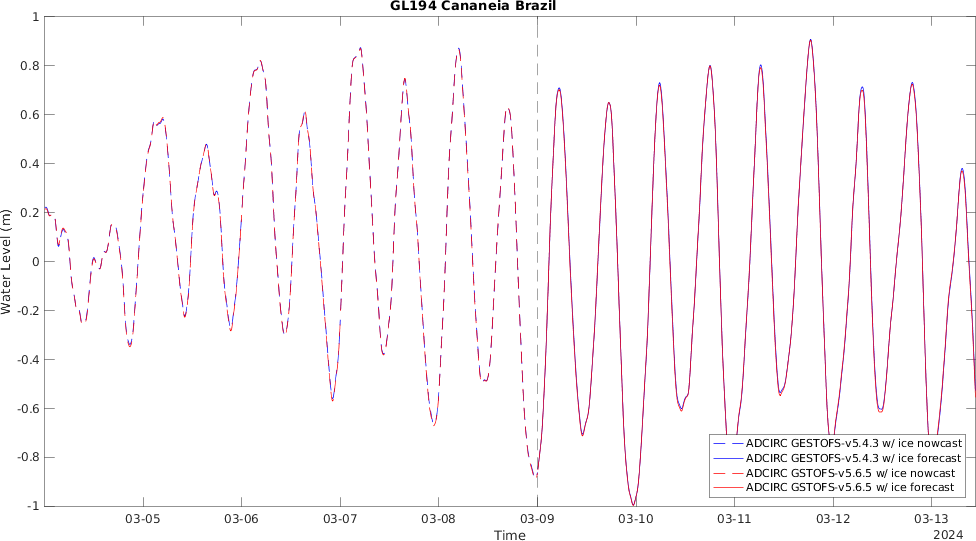 GL194 Cananeia Brazil
1
0.8
0.6
0.4
0.2
0
-0.2
-0.4
-0.6
-0.8
-1
Water Level (m)
ADCIRC GESTOFS-v5.4.3 w/ ice nowcast
ADCIRC GESTOFS-v5.4.3 w/ ice forecast
ADCIRC GSTOFS-v5.6.5 w/ ice nowcast
ADCIRC GSTOFS-v5.6.5 w/ ice forecast
03-05 03-06 03-07 03-08 03-09 03-10 03-11 03-12 03-13
Time 2024